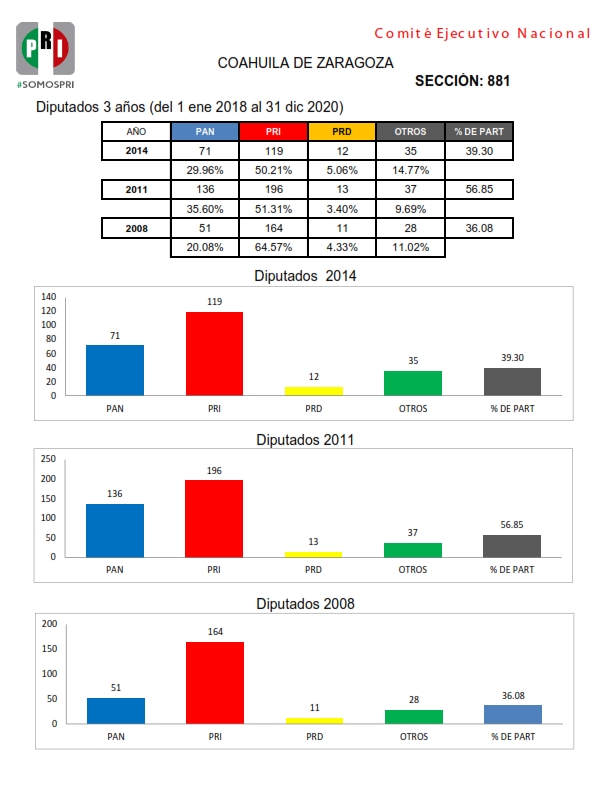 PRI
#SOMOSPRI
Comité Ejecutivo Nacional
COAHUILA DE ZARAGOZA
SECCIÓN: 881
Diputados 3 años (del 1 ene 2018 al 31 dic 2020)
AÑO PAN PRI PRD OTROS % DE PART
2014 71 119 12 35 39.30
29.96% 50.21% 5.06% 14.77%
2011 136 196 13 37 56.85
35.60% 51.31% 3.40% 9.69%
2008 51 164 11 28 36.08
20.08% 64.57% 4.33% 11.02%
Diputados 2014
140
120
100
80
60
40
20
0
71 119 12 35 39.30
PAN PRI PRD OTROS % DE PART
Diputados 2011
250
200
150
100
50
0
136 196 13 37 56.85
PAN PRI PRD OTROS % DE PART
Diputados 2008
200
150
100
50
0
51 164 11 28 36.08
PAN PRI PRD OTROS % DE PART